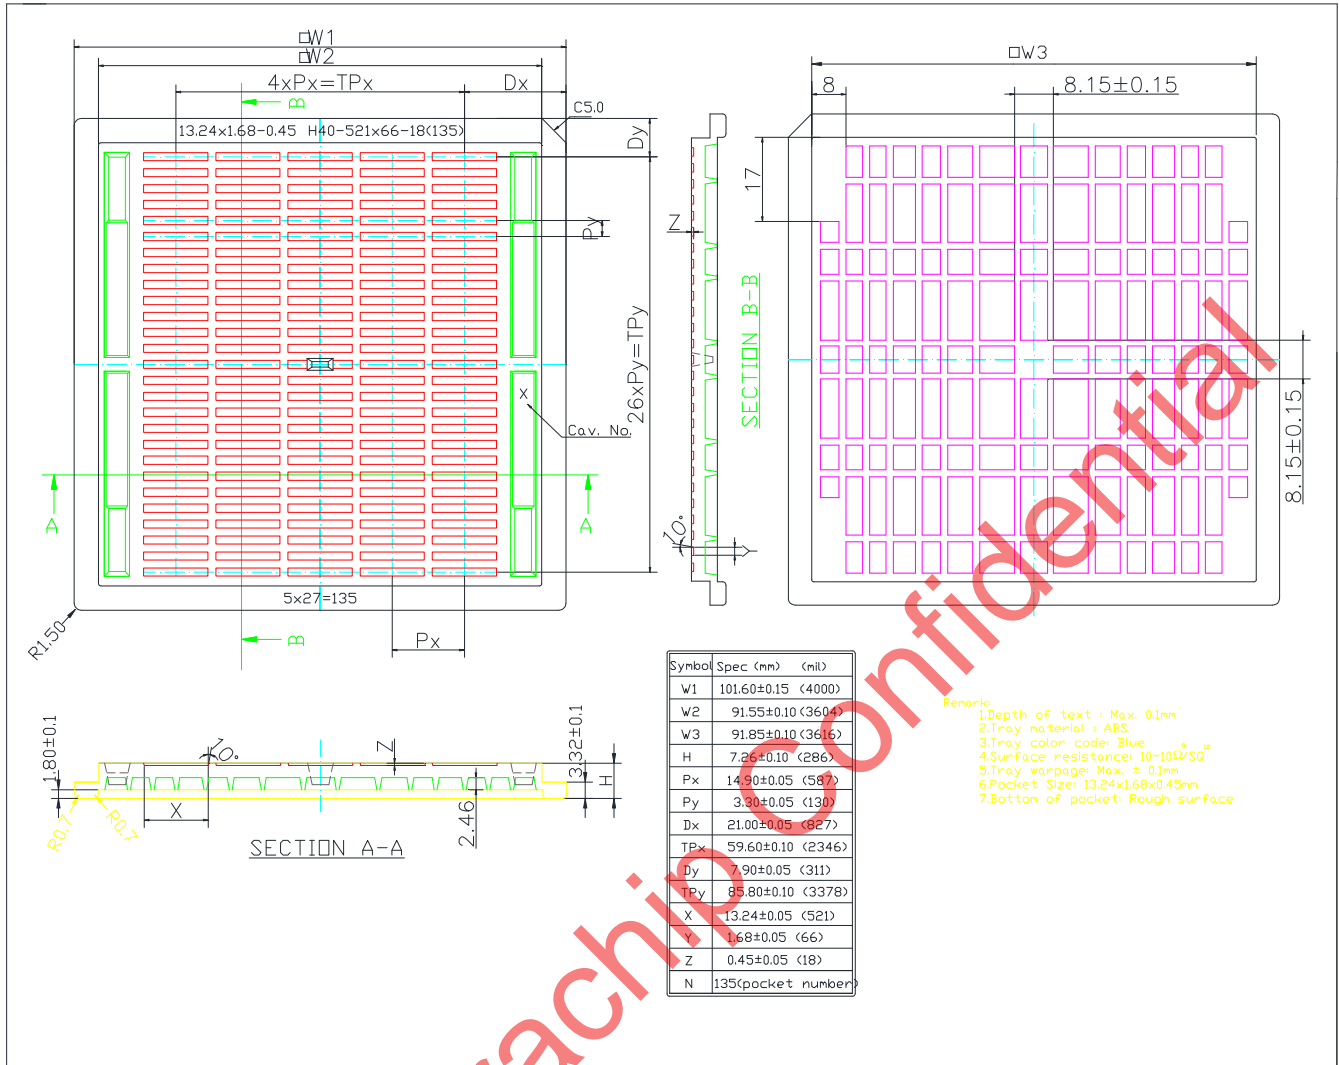 □W1
□W2
4xPx=TPx
Dx
B
C5.0
13.24x1.68-0.45 H40-521x66-18(135)
Dy
Py
26xPy=TPy
X
Cav. No.
A
A
5x27=135
R1.50
B
Px
Z
SECTION B-B
10°
Y
□W3
8
8.15±0.15
17
8.15±0.15
1.80±0.1
10°
Z
3.32±0.1
H
X
2.46
R0.7
R0.7
SECTION A-A
Symbol Spec (mm) (mil)
W1 101.60±0.15 (4000)
W2 91.55±0.10 (3604)
W3 91.85±0.10 (3616)
H 7.26±0.10 (286)
Px 14.90±0.05 (587)
Py 3.30±0.05 (130)
Dx 21.00±0.05 (827)
TPx 59.60±0.10 (2346)
Dy 7.90±0.05 (311)
TPy 85.80±0.10 (3378)
X 13.24±0.05 (521)
Y 1.68±0.05 (66)
Z 0.45±0.05 (18)
N 135(pocket number)
Remark:
1.Depth of text : Max. 0.1mm
2.Tray material : ABS
3.Tray color code: Blue
4.Surface resistance:
5.Tray warpage: Max. ± 0.1mm
6.Pocket Size: 13.24x1.68x0.45mm
7.Bottom of pocket: Rough surface
rachip Confidential